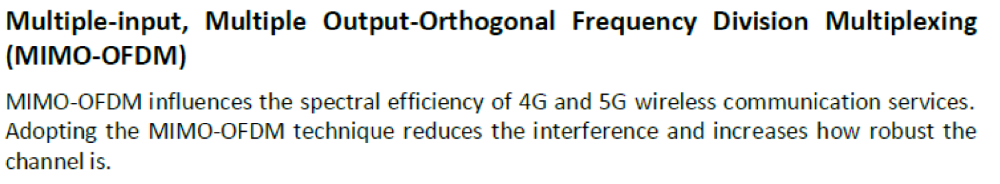 Multiple-input, Multiple Output-Orthogonal Frequency Division Multiplexing
(MIMO-OFDM)
MIMO-OFDM influences the spectral efficiency of 4G and 5G wireless communication services.
Adopting the MIMO-OFDM technique reduces the interference and increases how robust the
channel is.